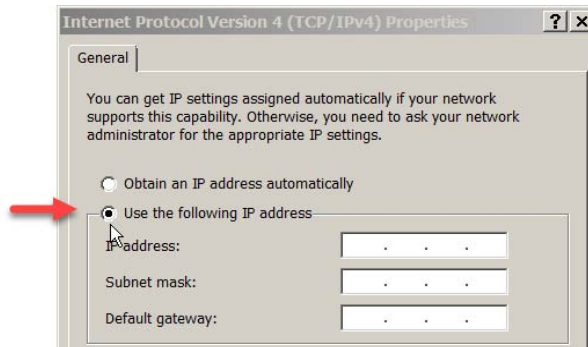 Internet Protocol Version 4 (TCP/IPv4) Properties
General
You can get IP settings assigned automatically if your network
supports this capability. Otherwise, you need to ask your network
administrator for the appropriate IP settings.
Obtain an IP address automatically
Use the following IP address
IP address:
Subnet mask:
Default gateway: